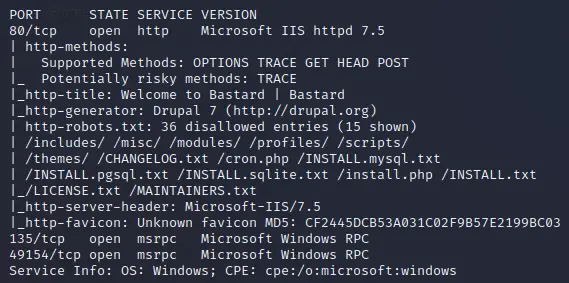 PORT      STATE SERVICE VERSION
80/tcp    open  http    Microsoft IIS httpd 7.5
| http-methods:
|   Supported Methods: OPTIONS TRACE GET HEAD POST
|_  Potentially risky methods: TRACE
|_http-title: Welcome to Bastard | Bastard
|_http-generator: Drupal 7 (http://drupal.org)
| http-robots.txt: 36 disallowed entries (15 shown)
| /includes/ /misc/ /modules/ /profiles/ /scripts/
| /themes/ /CHANGELOG.txt /cron.php /INSTALL.mysql.txt
| /INSTALL.pgsql.txt /INSTALL.sqlite.txt /install.php /INSTALL.txt
|_/LICENSE.txt /MAINTAINERS.txt
|_http-server-header: Microsoft-IIS/7.5
|_http-favicon: Unknown favicon MD5: CF2445DCB53A031C02F9B57E2199BC03
135/tcp   open  msrpc   Microsoft Windows RPC
49154/tcp open  msrpc   Microsoft Windows RPC
Service Info: OS: Windows; CPE: cpe:/o:microsoft:windows